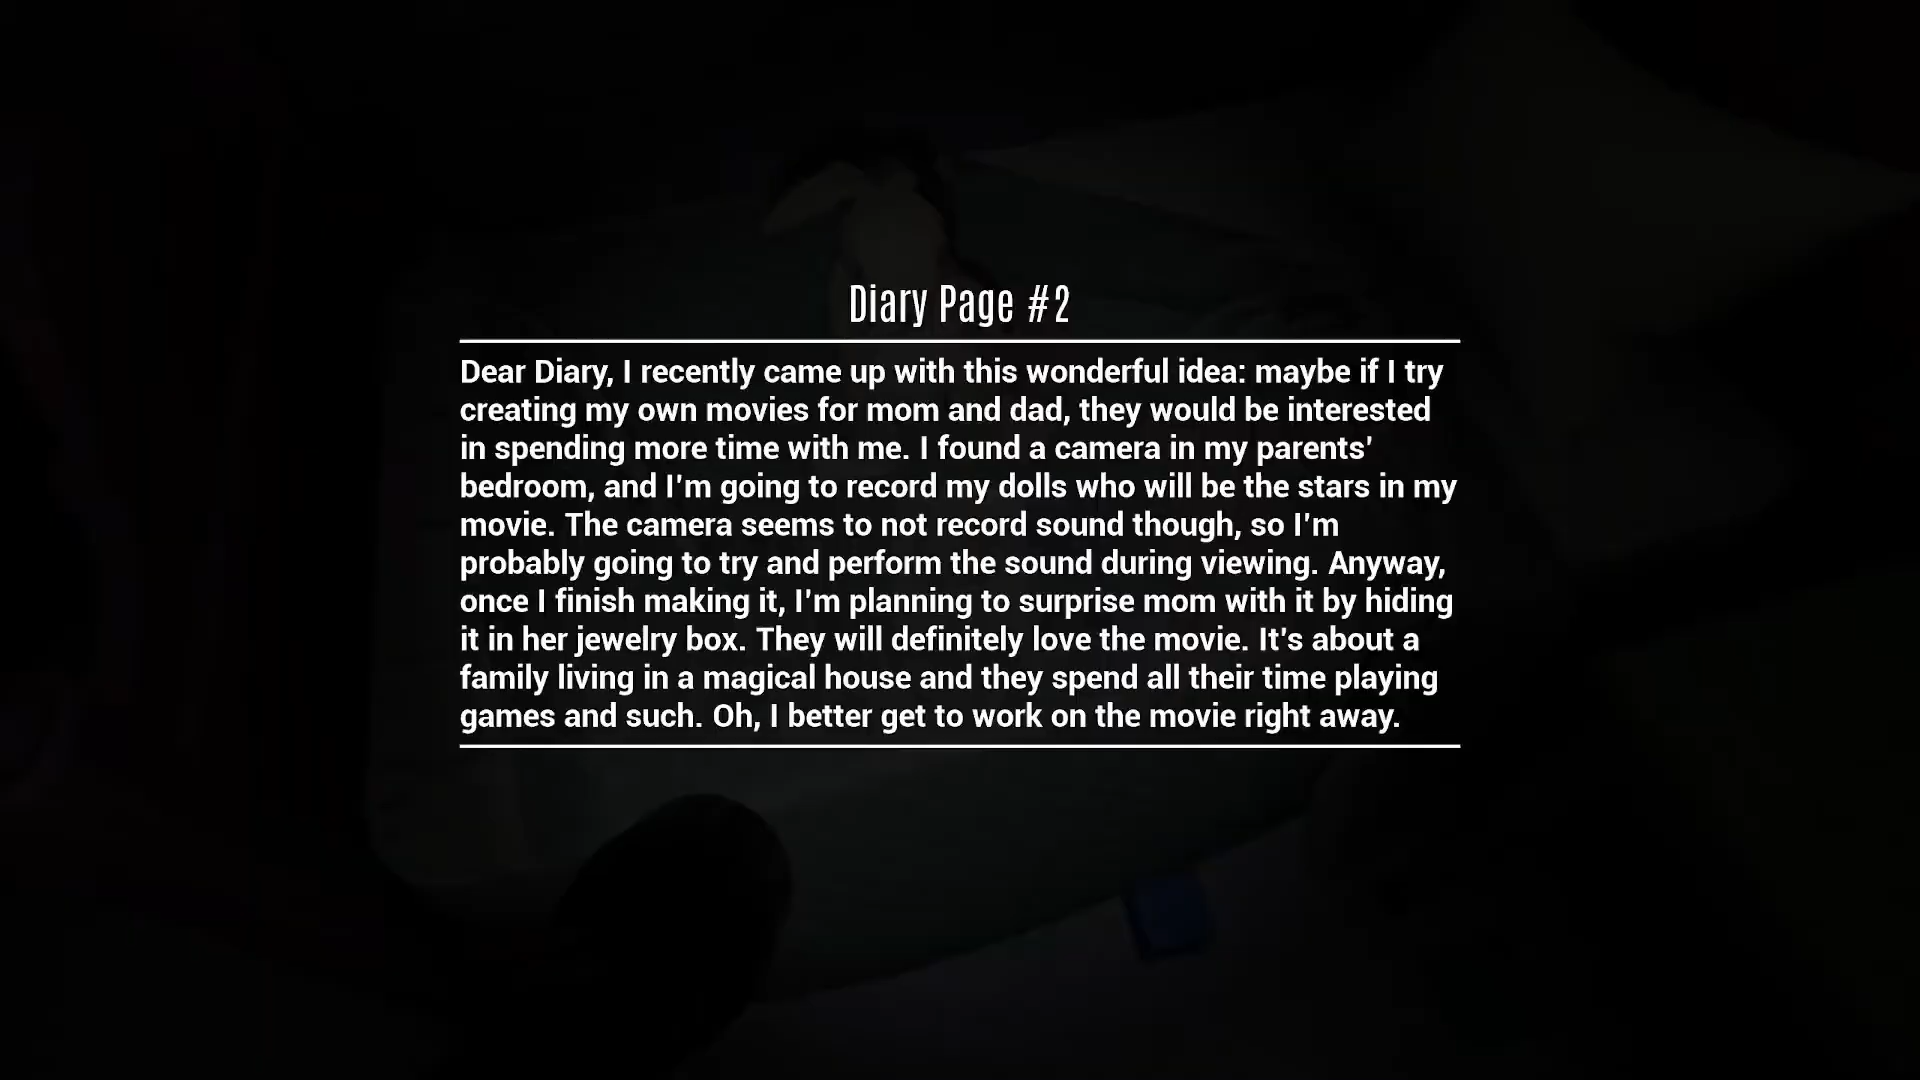 Diary Page #2
Dear Diary, I recently came up with this wonderful idea: maybe if I try
creating my own movies for mom and dad, they would be interested
in spending more time with me. I found a camera in my parents'
bedroom, and I'm going to record my dolls who will be the stars in my
movie. The camera seems to not record sound though, so I'm
probably going to try and perform the sound during viewing. Anyway,
once I finish making it, I'm planning to surprise mom with it by hiding
it in her jewelry box. They will definitely love the movie. It's about a
family living in a magical house and they spend all their time playing
games and such. Oh, I better get to work on the movie right away.